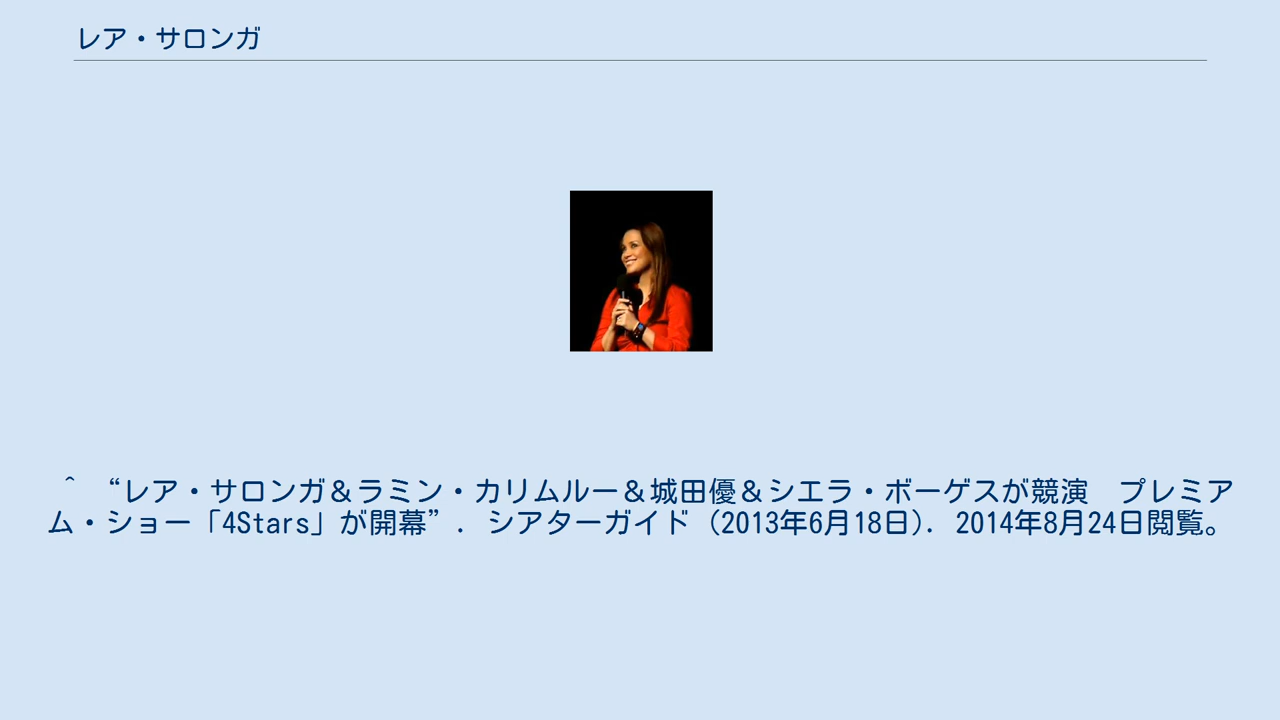 レア・サロンガ
^ “レア・サロンガ＆ラミン・カリムルー＆城田優＆シエラ・ボーゲスが競演　プレミア
ム・ショー「4Stars」が開幕”. シアターガイド (2013年6月18日). 2014年8月24日閲覧。